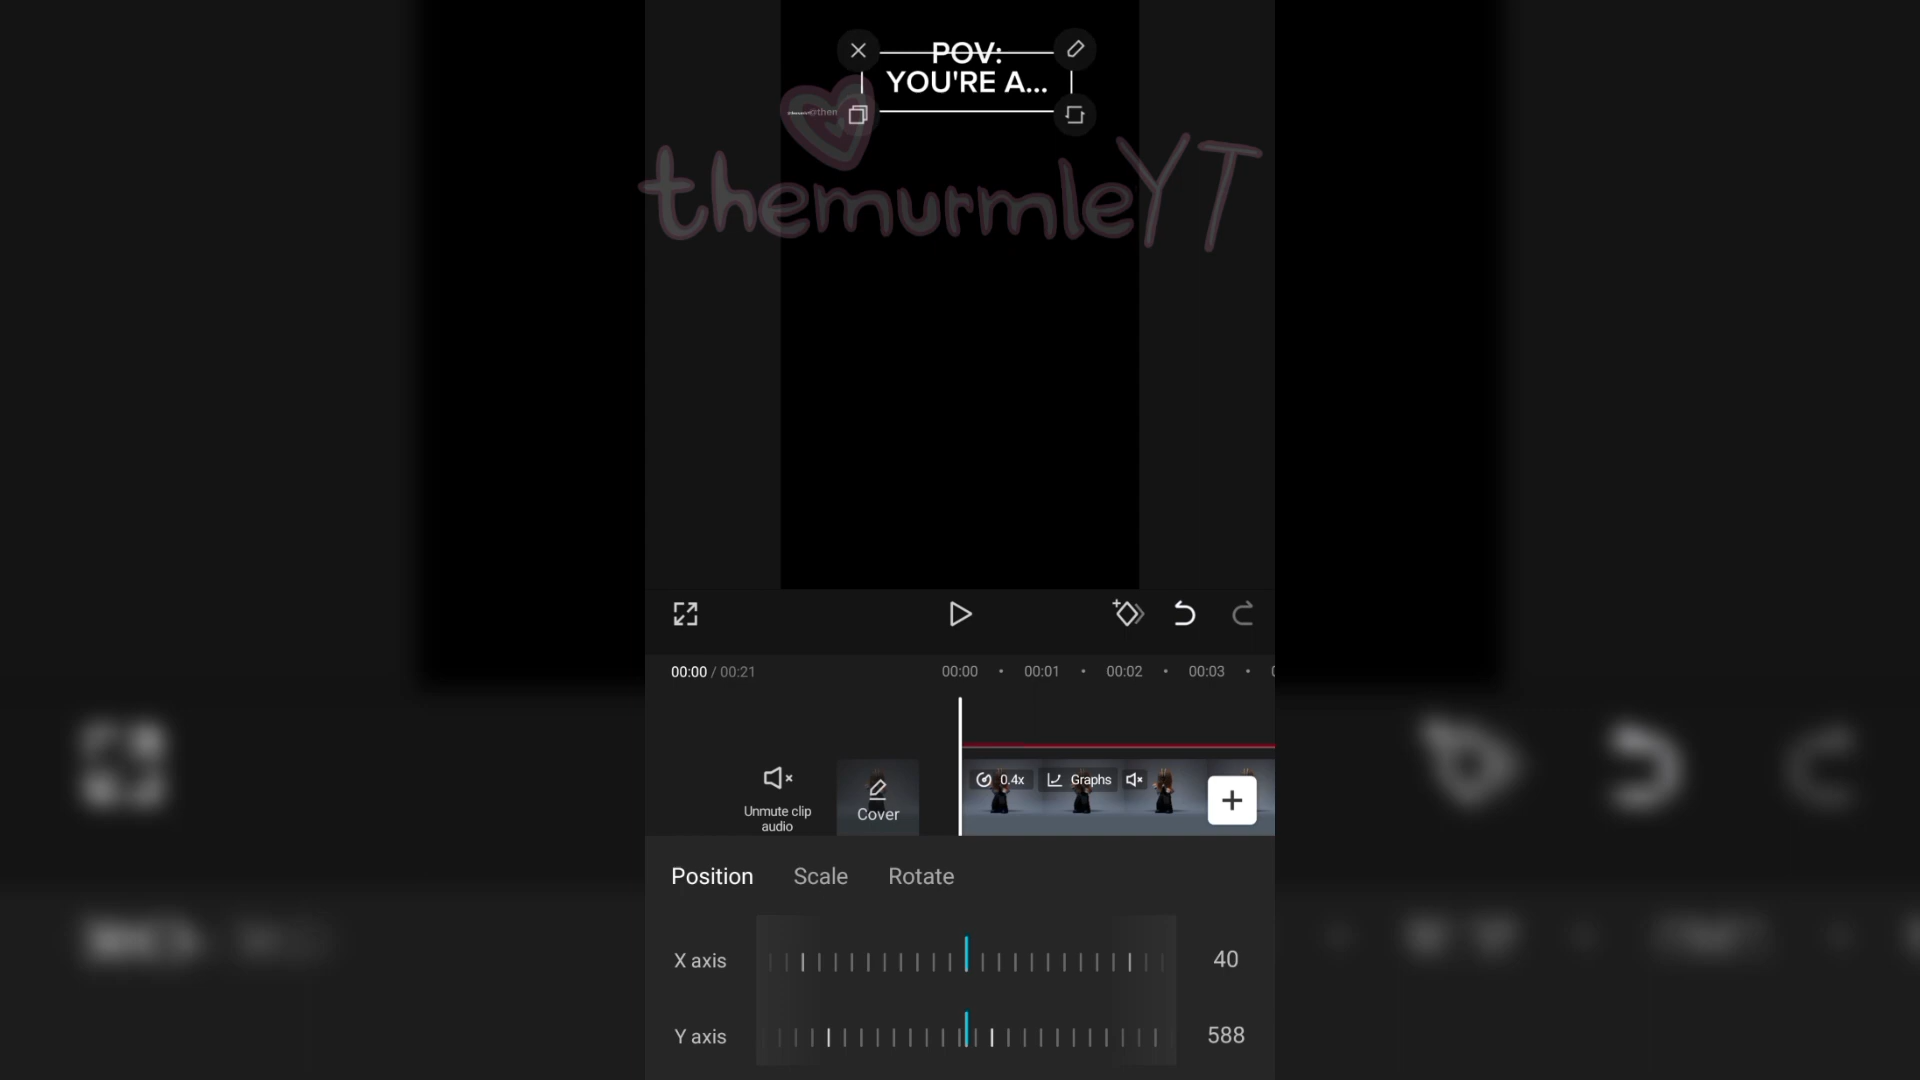 POV:
YOU'RE A...
themurmleYT
00:00 / 00:21
00:00 00:01 00:02 00:03
0.4x Graphs
Unmute clip
audio
Cover
Position Scale Rotate
X axis 40
Y axis 588